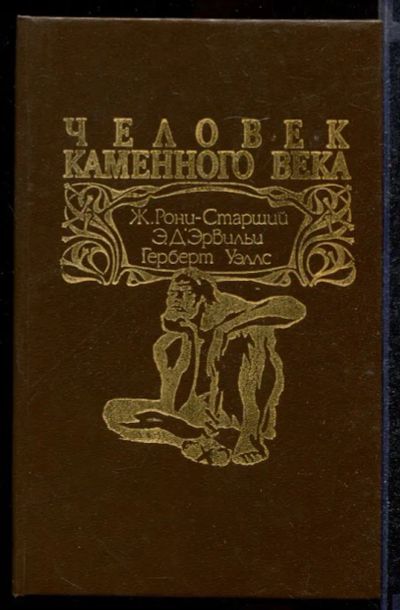 ЧЕЛОВЕК
КАМЕННОГО ВЕКА
Ж. Рони-Старший
Э. Д'Эрвильи
Герберт Уэллс